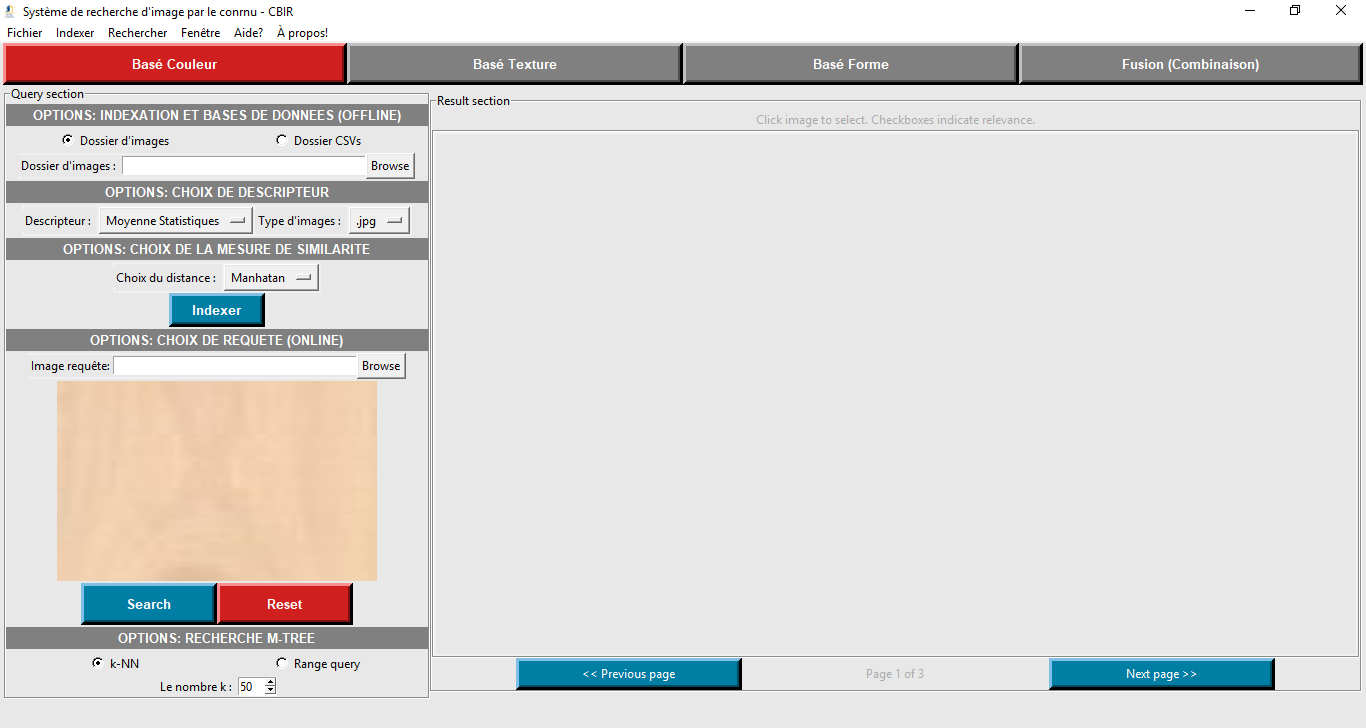 Système de recherche d'image par le conrnu - CBIR
Fichier Indexer Rechercher Fenêtre Aide? À propos!
Basé Couleur Basé Texture Basé Forme Fusion (Combinaison)
Query section
OPTIONS: INDEXATION ET BASES DE DONNEES (OFFLINE)
Dossier d'images Dossier CSVs
Dossier d'images : Browse
OPTIONS: CHOIX DE DESCRIPTEUR
Descripteur : Moyenne Statistiques Type d'images : .jpg
OPTIONS: CHOIX DE LA MESURE DE SIMILARITE
Choix du distance : Manhatan
Indexer
OPTIONS: CHOIX DE REQUETE (ONLINE)
Image requête: Browse
Search Reset
OPTIONS: RECHERCHE M-TREE
k-NN Range query
Le nombre k : 50
Result section
Click image to select. Checkboxes indicate relevance.
<< Previous page Page 1 of 3 Next page >>